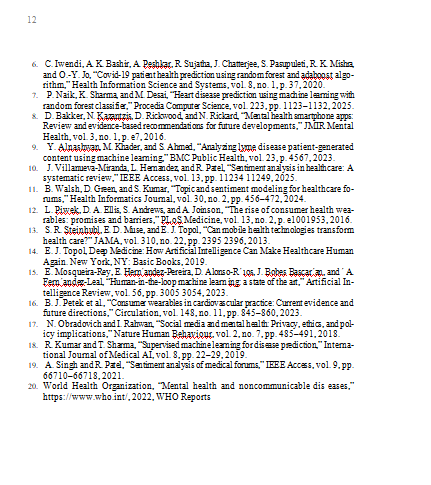 12
6. C. Iwendi, A. K. Bashir, A. Peshkar, R. Sujatha, J. Chatterjee, S. Pasupuleti, R. K. Mishra,
and O.-Y. Jo, “Covid-19 patient health prediction using random forest and adaboost algo-
rithm,” Health Information Science and Systems, vol. 8, no. 1, p. 37, 2020.
7. P. Naik, K. Sharma, and M. Desai, “Heart disease prediction using machine learning with
random forest classifier,” Procedia Computer Science, vol. 223, pp. 1123–1132, 2025.
8. D. Bakker, N. Kazantzis, D. Rickwood, and N. Rickard, “Mental health smartphone apps:
Review and evidence-based recommendations for future developments,” JMIR Mental
Health, vol. 3, no. 1, p. e7, 2016.
9. Y. Alnashwan, M. Khader, and S. Ahmed, “Analyzing lyme disease patient-generated
content using machine learning,” BMC Public Health, vol. 23, p. 4567, 2023.
10. J. Villanueva-Miranda, L. Hernandez, and R. Patel, “Sentiment analysis in healthcare: A
systematic review,” IEEE Access, vol. 13, pp. 11234 11249, 2025.
11. B. Walsh, D. Green, and S. Kumar, “Topic and sentiment modeling for healthcare fo-
rums,” Health Informatics Journal, vol. 30, no. 2, pp. 456–472, 2024.
12. L. Piwek, D. A. Ellis, S. Andrews, and A. Joinson, “The rise of consumer health wea-
rables: promises and barriers,” PLoS Medicine, vol. 13, no. 2, p. e1001953, 2016.
13. S. R. Steinhubl, E. D. Muse, and E. J. Topol, “Can mobile health technologies transform
health care?” JAMA, vol. 310, no. 22, pp. 2395 2396, 2013.
14. E. J. Topol, Deep Medicine: How Artificial Intelligence Can Make Healthcare Human
Again. New York, NY: Basic Books, 2019.
15. E. Mosqueira-Rey, E. Hern´andez-Pereira, D. Alonso-R´ıos, J. Bobes Bascar´an, and ´ A.
Fern´andez-Leal, “Human-in-the-loop machine learning: a state of the art,” Artificial In-
telligence Review, vol. 56, pp. 3005 3054, 2023.
16. B. J. Petek et al., “Consumer wearables in cardiovascular practice: Current evidence and
future directions,” Circulation, vol. 148, no. 11, pp. 845–860, 2023.
17. N. Obradovich and I. Rahwan, “Social media and mental health: Privacy, ethics, and pol-
icy implications,” Nature Human Behaviour, vol. 2, no. 7, pp. 485–491, 2018.
18. R. Kumar and T. Sharma, “Supervised machine learning for disease prediction,” Interna-
tional Journal of Medical AI, vol. 8, pp. 22–29, 2019.
19. A. Singh and R. Patel, “Sentiment analysis of medical forums,” IEEE Access, vol. 9, pp.
66710–66718, 2021.
20. World Health Organization, “Mental health and noncommunicable dis eases,”
https://www.who.int/, 2022, WHO Reports